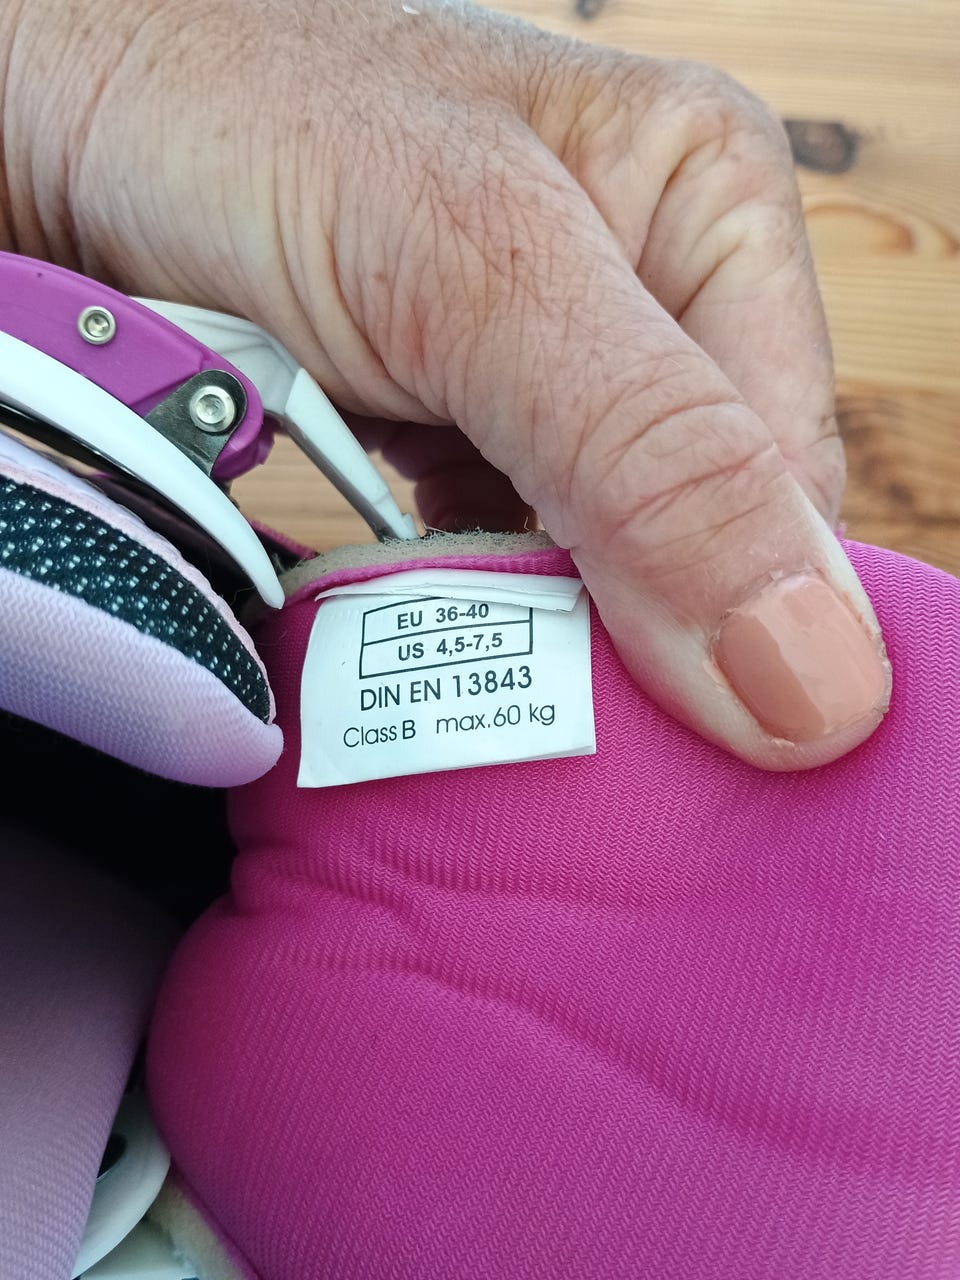 EU 36-40
US 4,5-7,5
DIN EN 13843
Class B max.60 kg